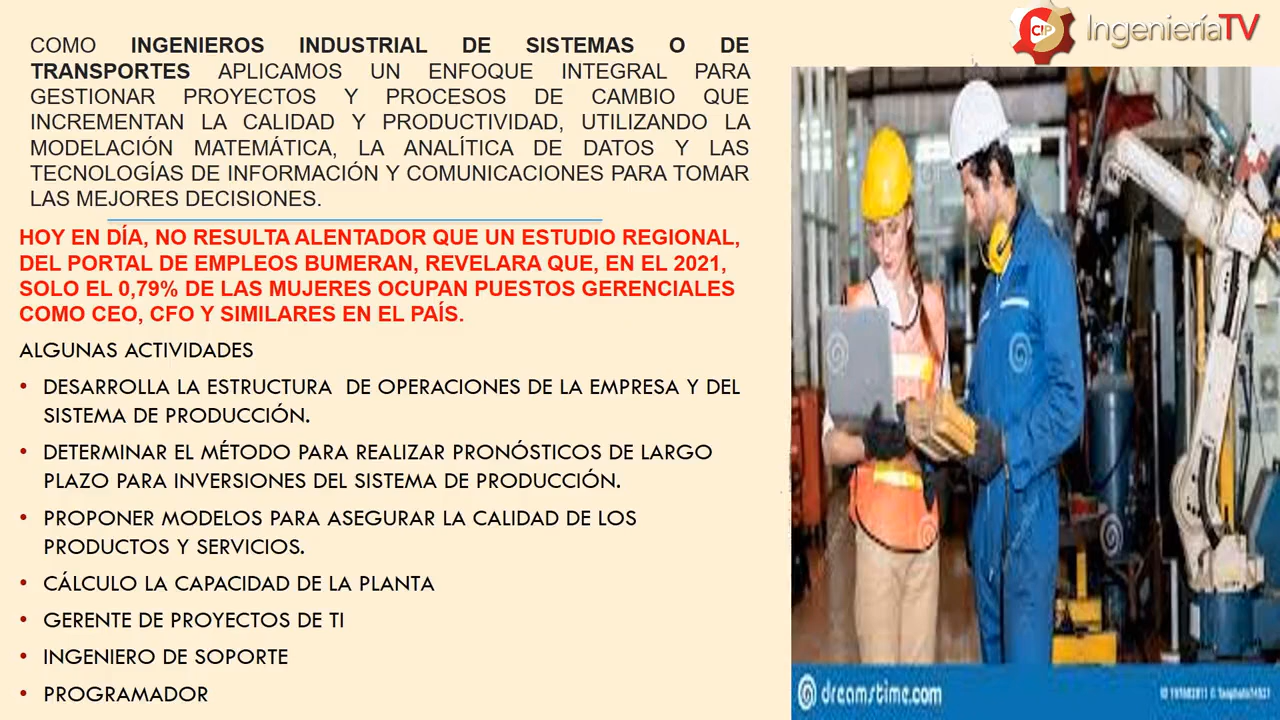 CIP IngenieríaTV
COMO INGENIEROS INDUSTRIAL DE SISTEMAS O DE
TRANSPORTES APLICAMOS UN ENFOQUE INTEGRAL PARA
GESTIONAR PROYECTOS Y PROCESOS DE CAMBIO QUE
INCREMENTAN LA CALIDAD Y PRODUCTIVIDAD, UTILIZANDO LA
MODELACIÓN MATEMÁTICA, LA ANALÍTICA DE DATOS Y LAS
TECNOLOGÍAS DE INFORMACIÓN Y COMUNICACIONES PARA TOMAR
LAS MEJORES DECISIONES.
HOY EN DÍA, NO RESULTA ALENTADOR QUE UN ESTUDIO REGIONAL,
DEL PORTAL DE EMPLEOS BUMERAN, REVELARA QUE, EN EL 2021,
SOLO EL 0,79% DE LAS MUJERES OCUPAN PUESTOS GERENCIALES
COMO CEO, CFO Y SIMILARES EN EL PAÍS.
ALGUNAS ACTIVIDADES
• DESARROLLA LA ESTRUCTURA DE OPERACIONES DE LA EMPRESA Y DEL
SISTEMA DE PRODUCCIÓN.
• DETERMINAR EL MÉTODO PARA REALIZAR PRONÓSTICOS DE LARGO
PLAZO PARA INVERSIONES DEL SISTEMA DE PRODUCCIÓN.
• PROPONER MODELOS PARA ASEGURAR LA CALIDAD DE LOS
PRODUCTOS Y SERVICIOS.
• CÁLCULO LA CAPACIDAD DE LA PLANTA
• GERENTE DE PROYECTOS DE TI
• INGENIERO DE SOPORTE
• PROGRAMADOR
dreamstime.com